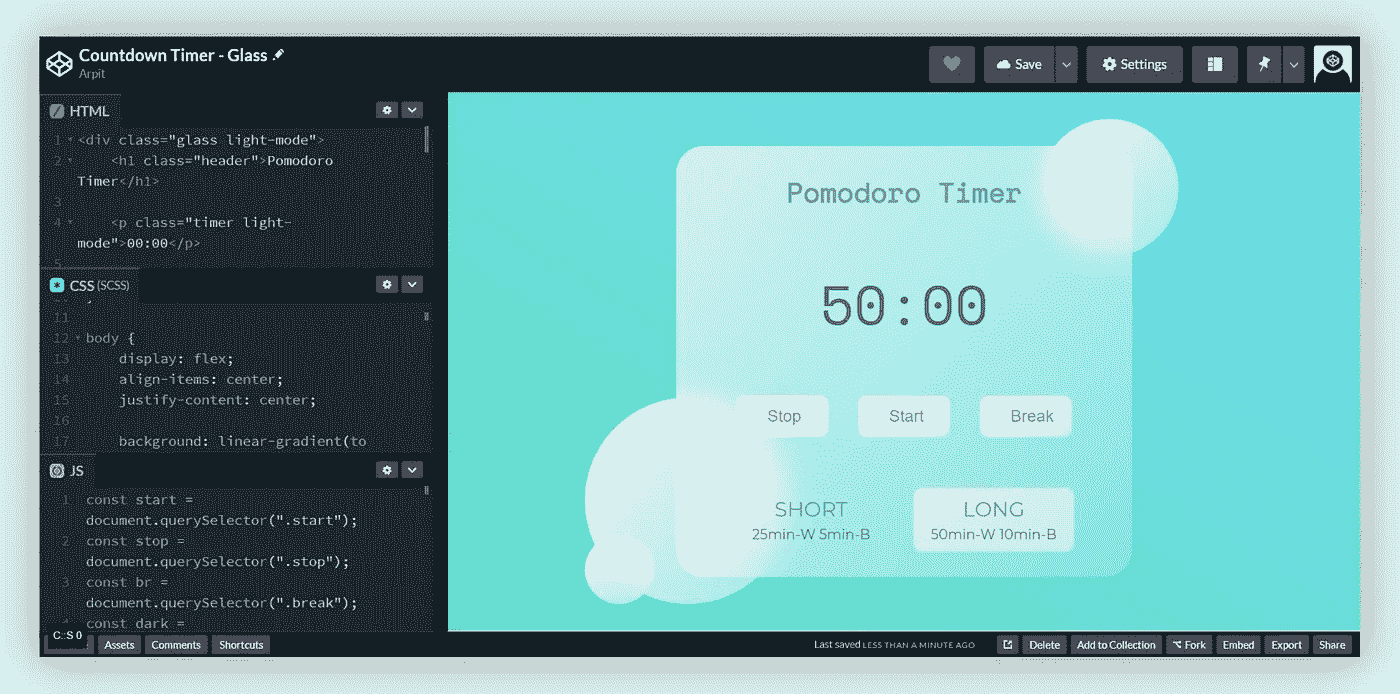 Countdown Timer - Glass
Arpit
Save
Settings
HTML
1 <div class="glass light-mode">
2 <h1 class="header">Pomodoro
Timer</h1>
3
4 <p class="timer light-
mode">00:00</p>
5
CSS (SCSS)
11
12 body {
13 display: flex;
14 align-items: center;
15 justify-content: center;
16
17 background: linear-gradient(to
JS
1 const start =
document.querySelector(".start");
2 const stop =
document.querySelector(".stop");
3 const br =
document.querySelector(".break");
4 const dark =
Pomodoro Timer
50:00
Stop Start Break
SHORT LONG
25min-W 5min-B 50min-W 10min-B
C::S 0
Assets Comments Shortcuts
Last saved LESS THAN A MINUTE AGO
Delete Add to Collection Fork Embed Export Share